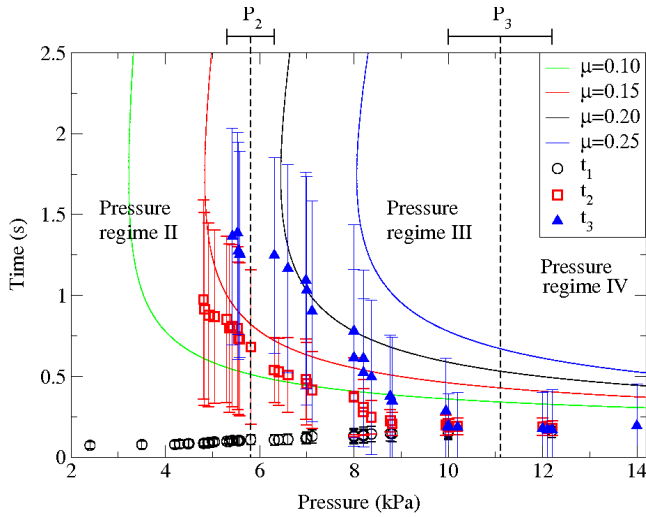 P2
P3
2.5
2
1.5
1
0.5
0
Time (s)
Pressure
regime II
Pressure
regime III
Pressure
regime IV
μ=0.10
μ=0.15
μ=0.20
μ=0.25
t1
t2
t3
2 4 6 8 10 12 14
Pressure (kPa)